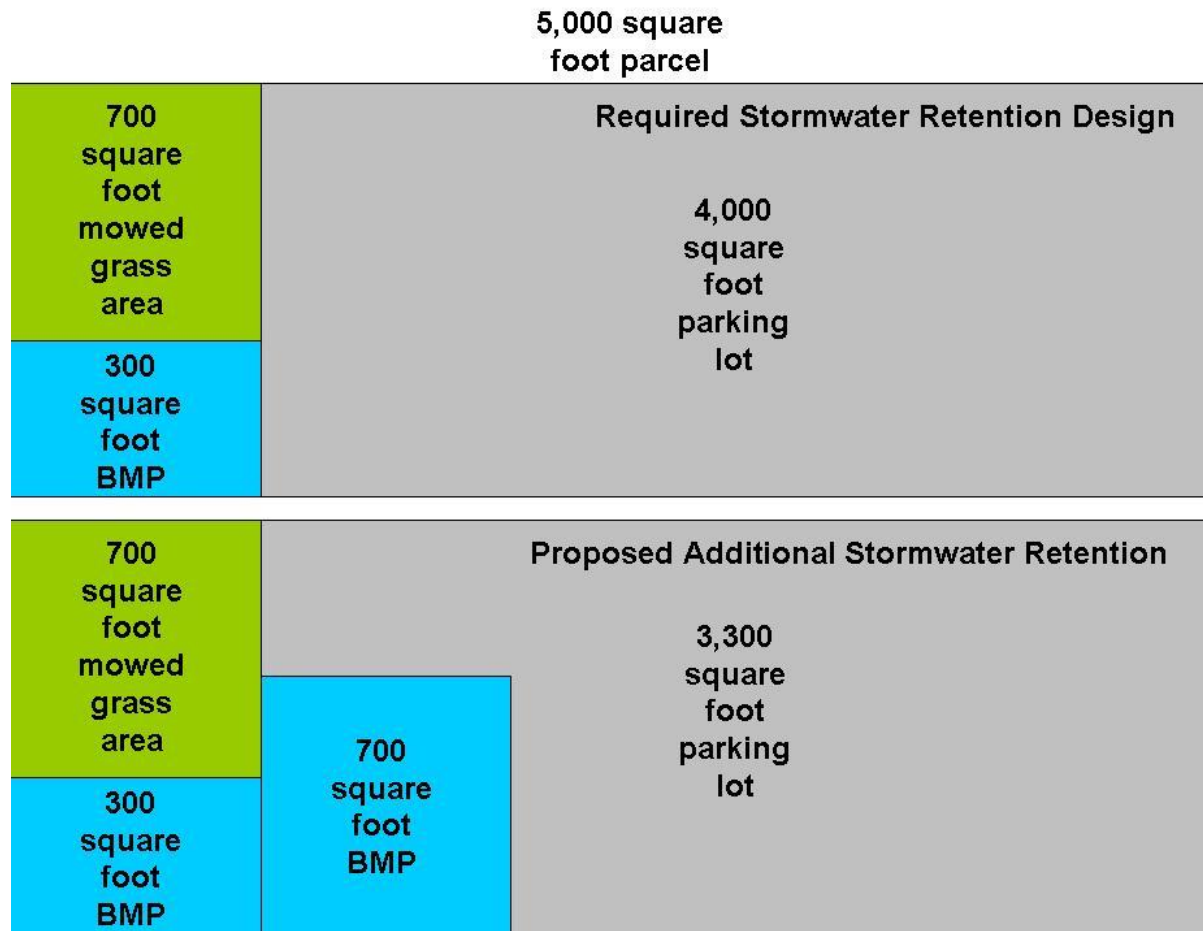 5,000 square
foot parcel
700
square
foot
mowed
grass
area
300
square
foot
BMP
Required Stormwater Retention Design
4,000
square
foot
parking
lot
700
square
foot
mowed
grass
area
300
square
foot
BMP
700
square
foot
BMP
Proposed Additional Stormwater Retention
3,300
square
foot
parking
lot